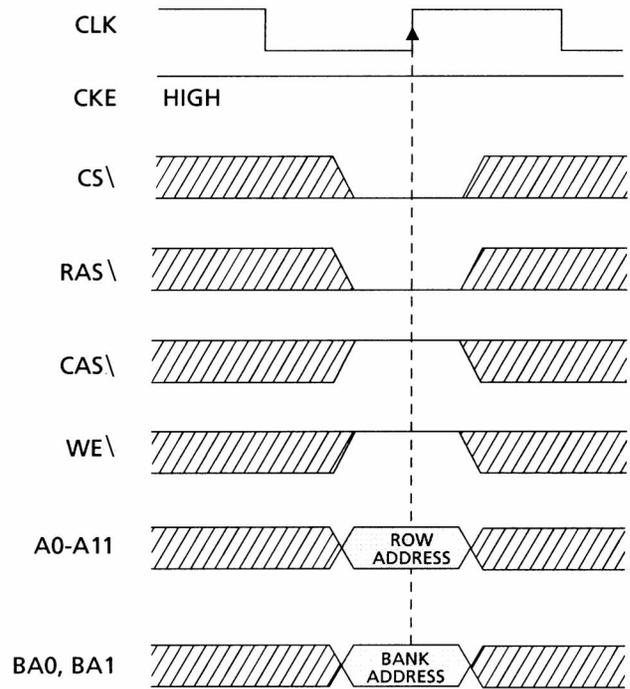 CLK
CKE HIGH
CS\
RAS\
CAS\
WE\
A0-A11 ROW
ADDRESS
BA0, BA1 BANK
ADDRESS